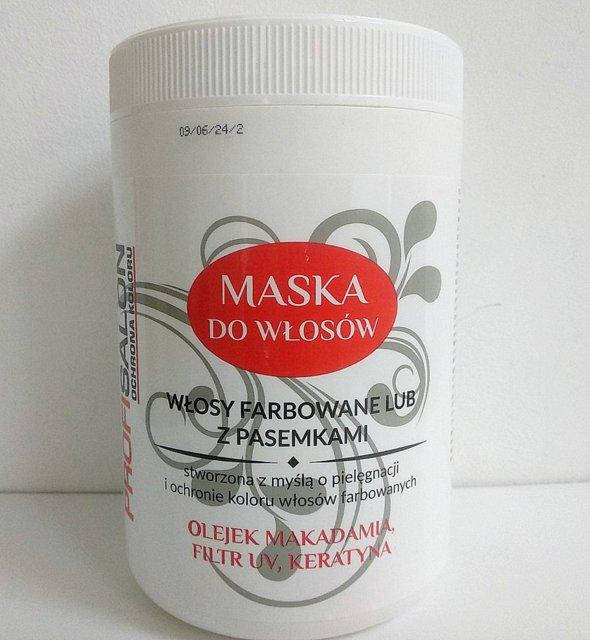 09/06/24/2
PROFISALON
OCHRONA KOLORU
MASKA
DO WŁOSÓW
WŁOSY FARBOWANE LUB
Z PASEMKAMI
stworzona z myślą o pielęgnacji
i ochronie koloru włosów farbowanych
OLEJEK MAKADAMIA,
FILTR UV, KERATYNA